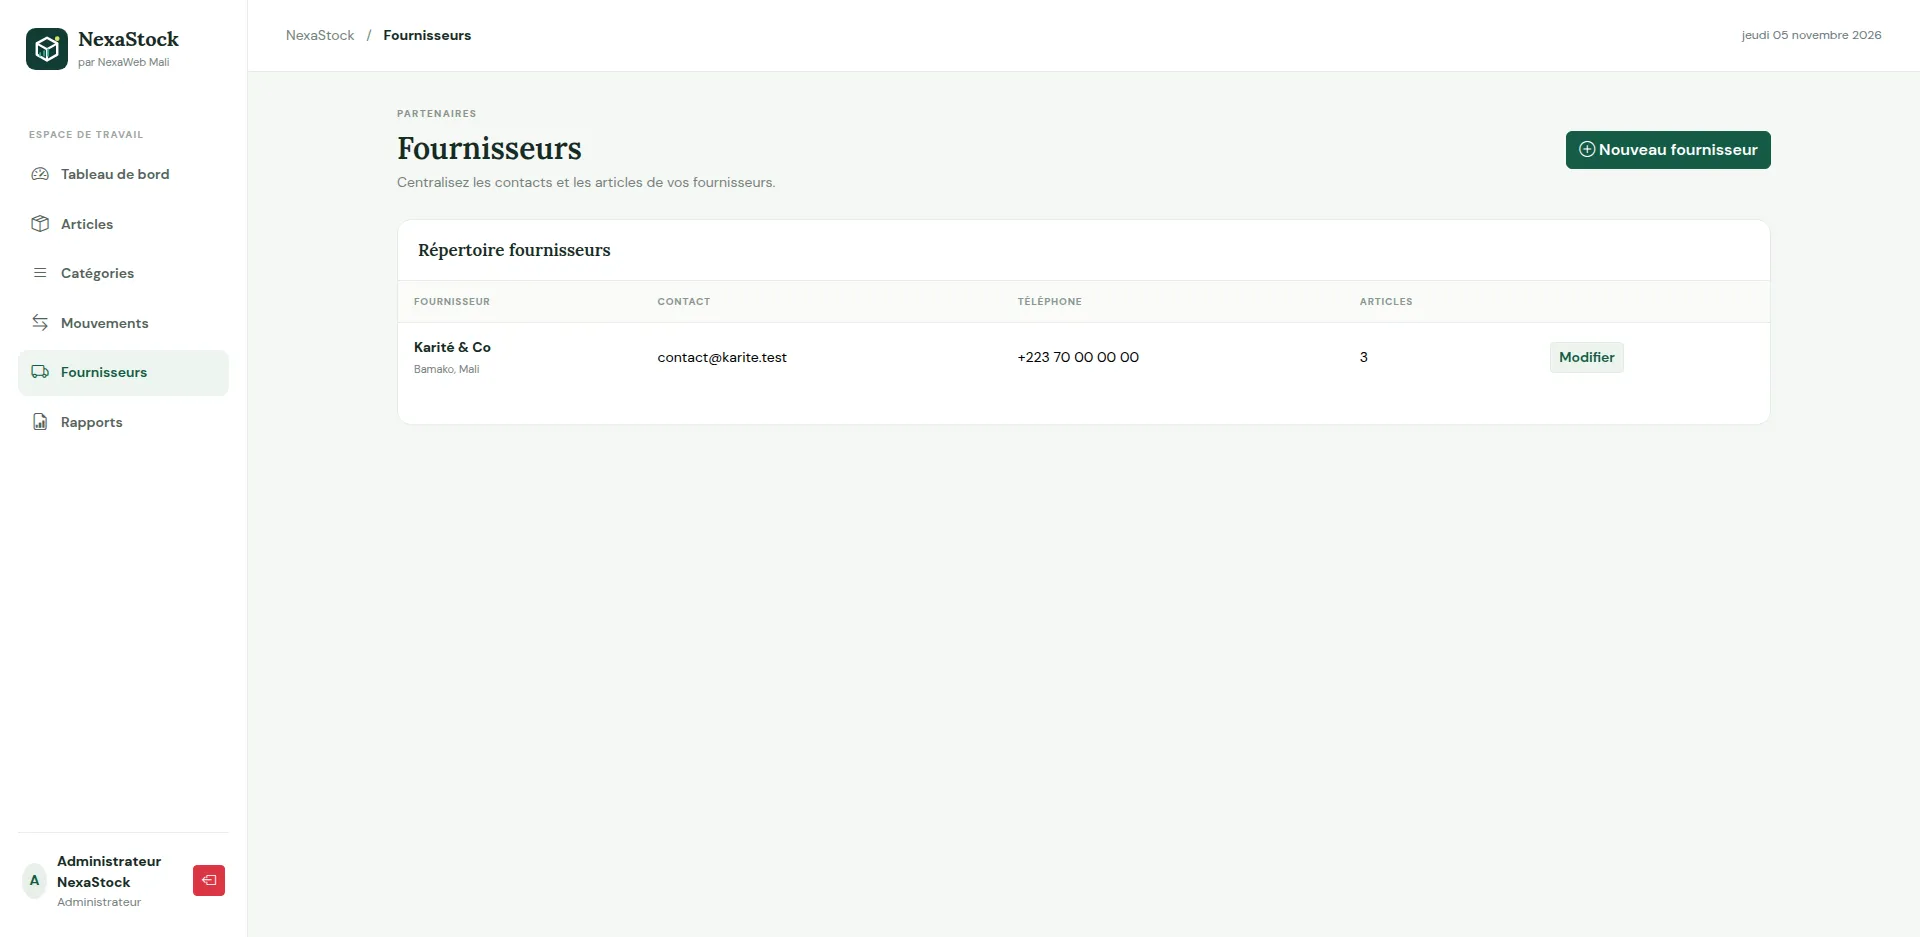 NexaStock
par NexaWeb Mali
ESPACE DE TRAVAIL
Tableau de bord
Articles
Catégories
Mouvements
Fournisseurs
Rapports
Administrateur
NexaStock
Administrateur
A
NexaStock / Fournisseurs
jeudi 05 novembre 2026
PARTENAIRES
Fournisseurs
Centralisez les contacts et les articles de vos fournisseurs.
Nouveau fournisseur
Répertoire fournisseurs
FOURNISSEUR CONTACT TÉLÉPHONE ARTICLES
Karité & Co
Bamako, Mali
contact@karite.test
+223 70 00 00 00
3
Modifier